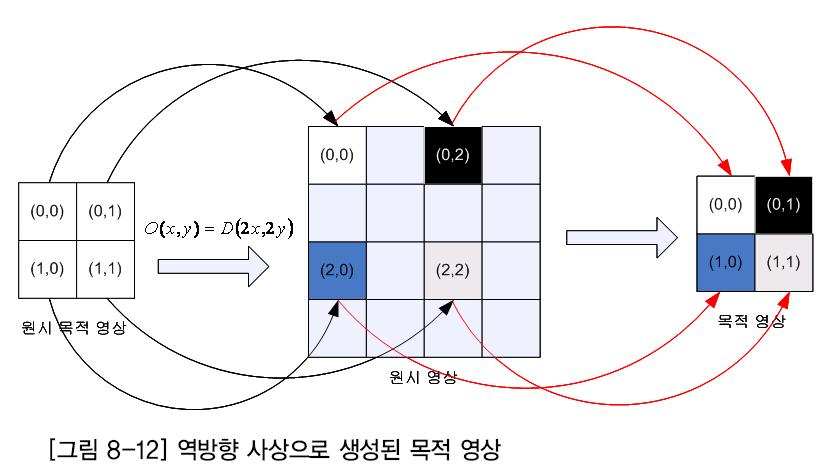 (0,0) (0,1)
(1,0) (1,1)
원시 목적 영상
O(x,y) = D(2x,2y)
(0,0) (0,2)
(2,0) (2,2)
원시 영상
(0,0) (0,1)
(1,0) (1,1)
목적 영상
[그림 8-12] 역방향 사상으로 생성된 목적 영상